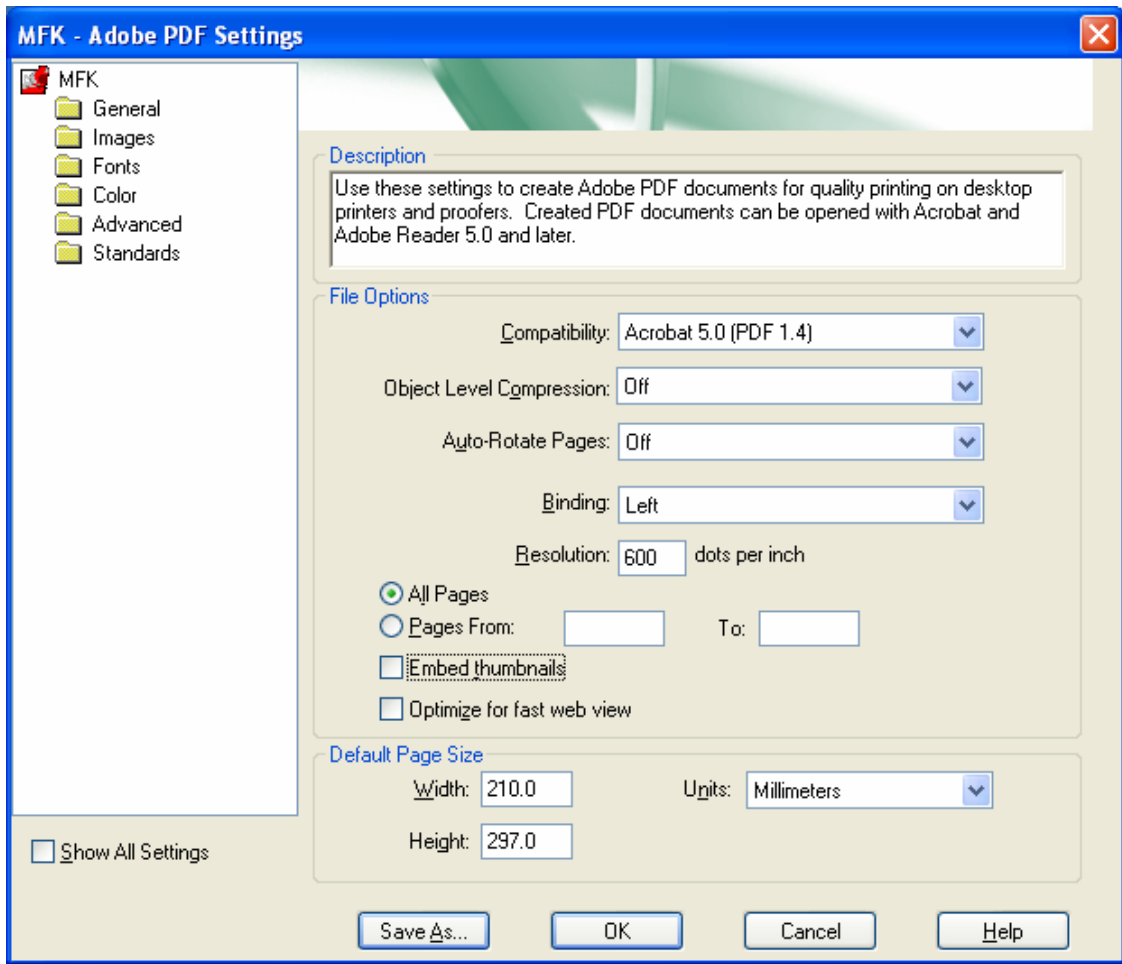 MFK - Adobe PDF Settings
MFK
General
Images
Fonts
Color
Advanced
Standards
Show All Settings
Description
Use these settings to create Adobe PDF documents for quality printing on desktop
printers and proofers.  Created PDF documents can be opened with Acrobat and
Adobe Reader 5.0 and later.
File Options
Compatibility: Acrobat 5.0 (PDF 1.4)
Object Level Compression: Off
Auto-Rotate Pages: Off
Binding: Left
Resolution: 600 dots per inch
All Pages
Pages From: To:
Embed thumbnails
Optimize for fast web view
Default Page Size
Width: 210.0 Units: Millimeters
Height: 297.0
Save As... OK Cancel Help